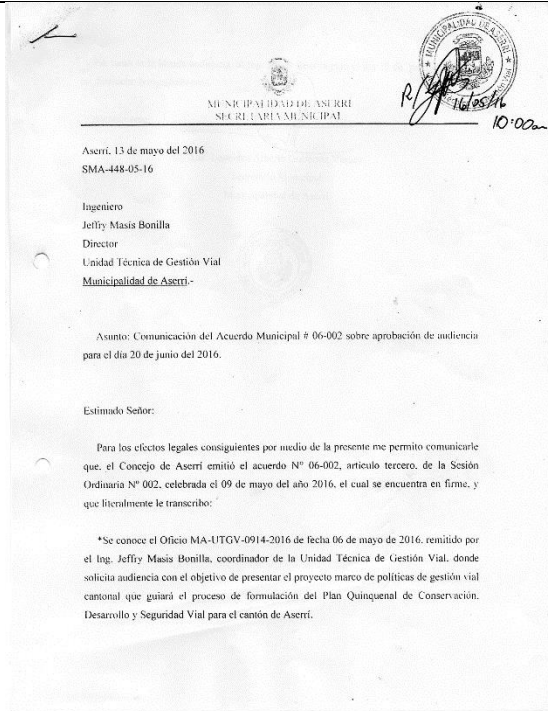 MUNICIPALIDAD DE ASERRI
R/
16/05/16
10:00am
MUNICIPALIDAD DE ASERRI
SECRETARIA MUNICIPAL
Aserrí, 13 de mayo del 2016
SMA-448-05-16
Ingeniero
Jeffry Masís Bonilla
Director
Unidad Técnica de Gestión Vial
Municipalidad de Aserrí.-
Asunto: Comunicación del Acuerdo Municipal # 06-002 sobre aprobación de audiencia
para el día 20 de junio del 2016.
Estimado Señor:
Para los efectos legales consiguientes por medio de la presente me permito comunicarle
que, el Concejo de Aserrí emitió el acuerdo N° 06-002, artículo tercero, de la Sesión
Ordinaria N° 002, celebrada el 09 de mayo del año 2016, el cual se encuentra en firme, y
que literalmente le transcribo:
*Se conoce el Oficio MA-UTGV-0914-2016 de fecha 06 de mayo de 2016, remitido por
el Ing. Jeffry Masis Bonilla, coordinador de la Unidad Técnica de Gestión Vial, donde
solicita audiencia con el objetivo de presentar el proyecto marco de políticas de gestión vial
cantonal que guiará el proceso de formulación del Plan Quinquenal de Conservación,
Desarrollo y Seguridad Vial para el cantón de Aserrí.